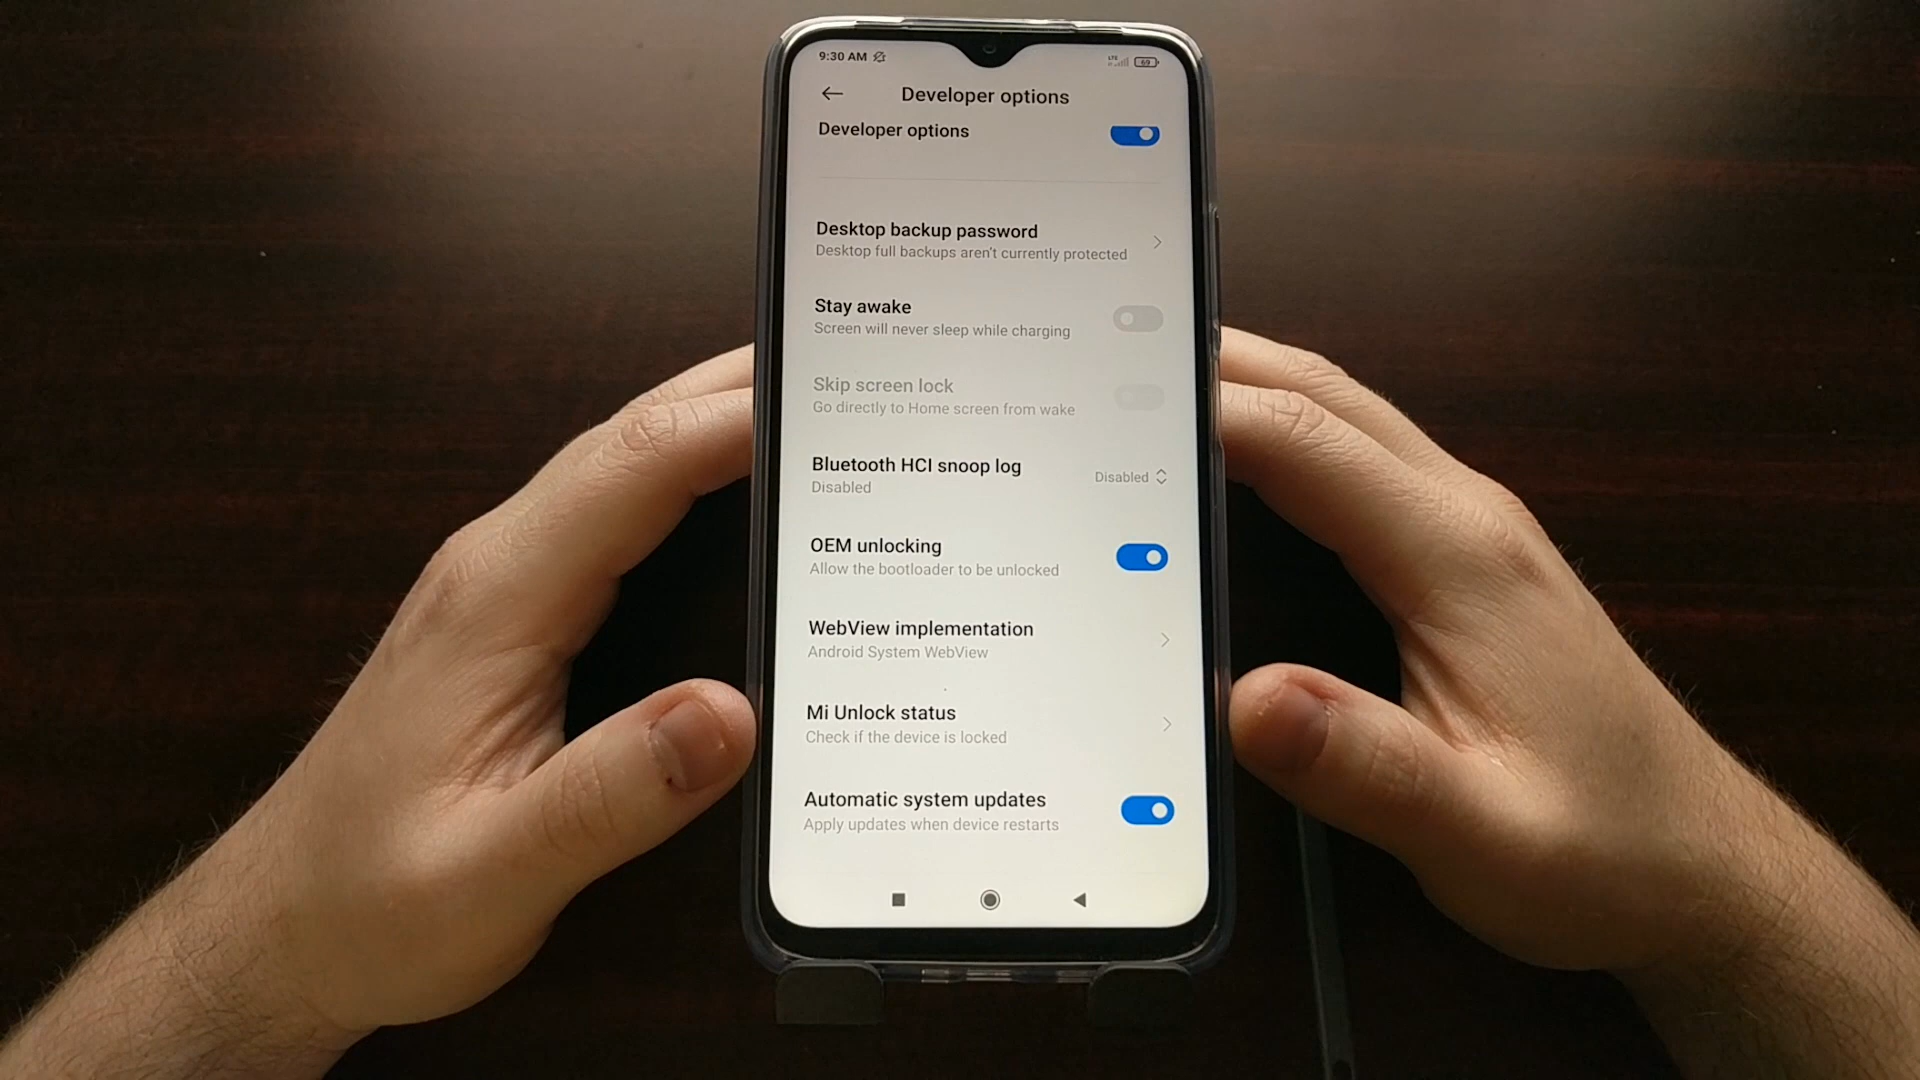 9:30 AM
LTE
69
Developer options
Developer options
Desktop backup password
Desktop full backups aren't currently protected
Stay awake
Screen will never sleep while charging
Skip screen lock
Go directly to Home screen from wake
Bluetooth HCI snoop log
Disabled
Disabled
OEM unlocking
Allow the bootloader to be unlocked
WebView implementation
Android System WebView
Mi Unlock status
Check if the device is locked
Automatic system updates
Apply updates when device restarts